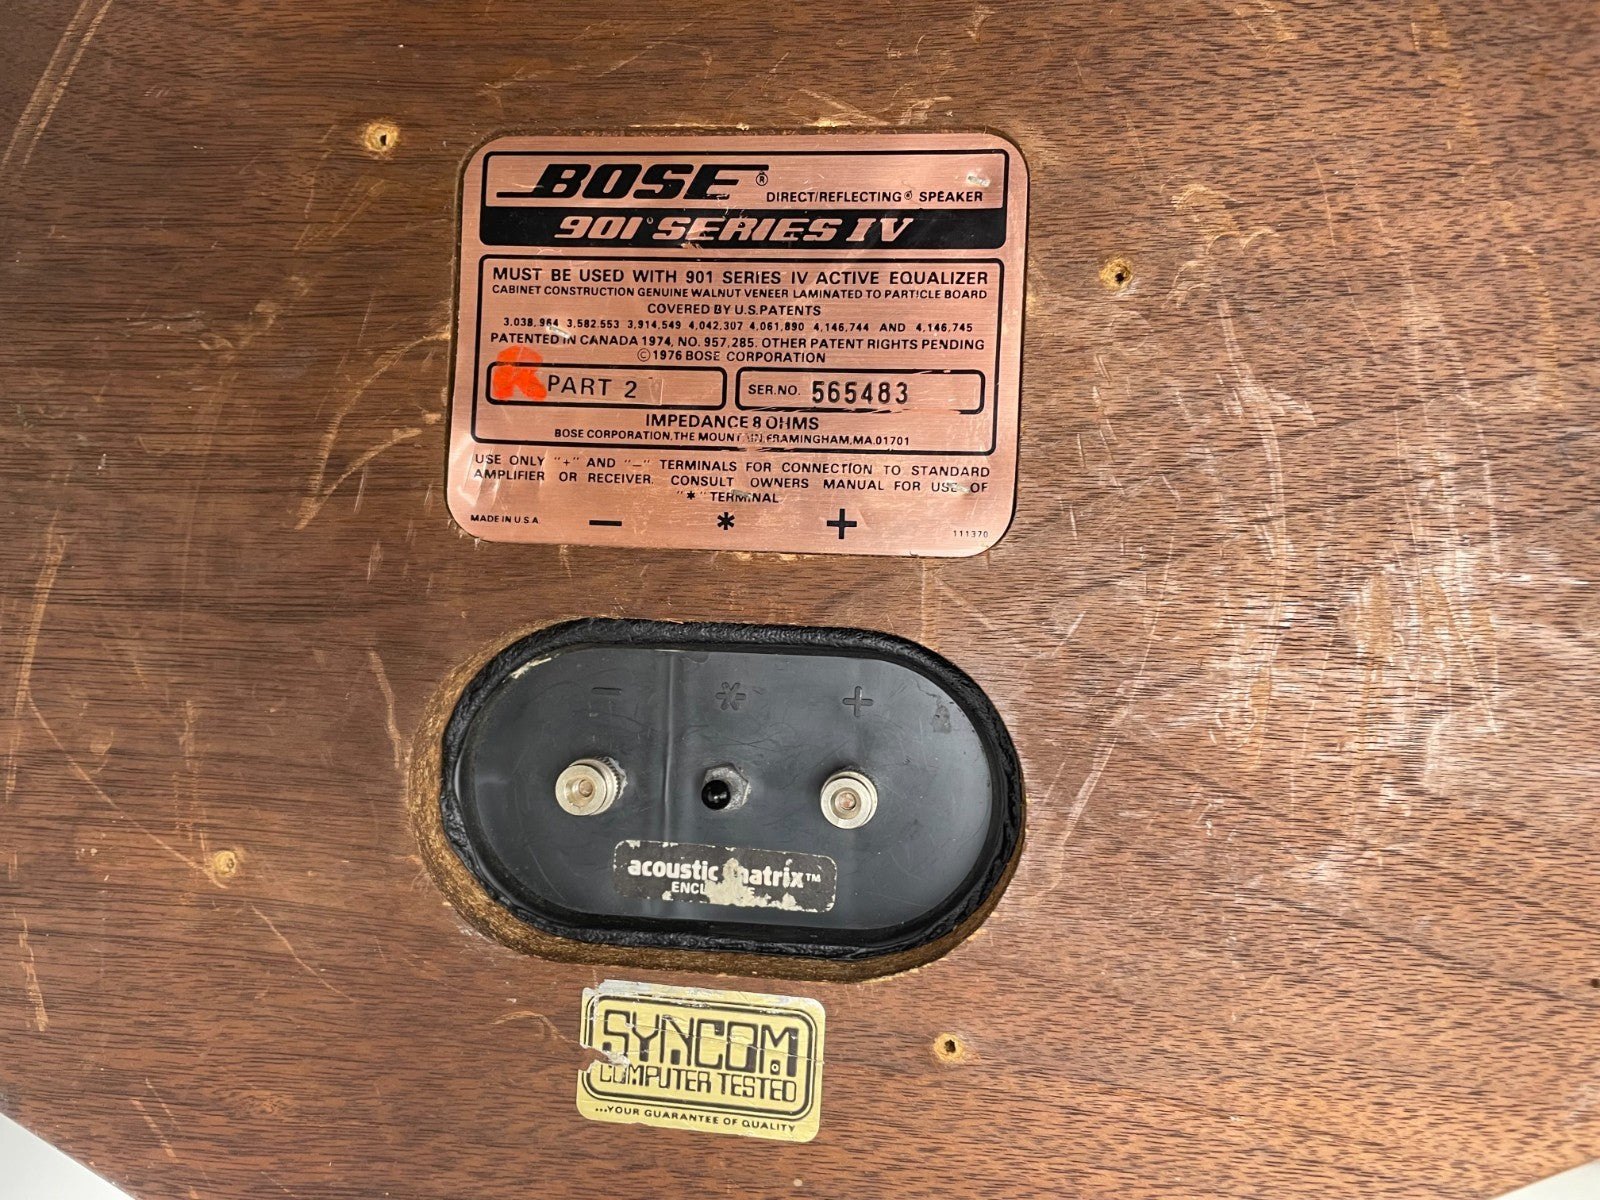 BOSE®
DIRECT/REFLECTING® SPEAKER
901® SERIES IV
MUST BE USED WITH 901 SERIES IV ACTIVE EQUALIZER
CABINET CONSTRUCTION GENUINE WALNUT VENEER LAMINATED TO PARTICLE BOARD
COVERED BY U.S.PATENTS
3,038,964 3,582,553 3,914,549 4,042,307 4,061,890 4,146,744 AND 4,146,745
PATENTED IN CANADA 1974, NO. 957,285. OTHER PATENT RIGHTS PENDING
©1976 BOSE CORPORATION
PART 2
SER.NO. 565483
IMPEDANCE 8 OHMS
BOSE CORPORATION, THE MOUNTAIN, FRAMINGHAM, MA. 01701
USE ONLY "+" AND "–" TERMINALS FOR CONNECTION TO STANDARD
AMPLIFIER OR RECEIVER. CONSULT OWNERS MANUAL FOR USE OF
"*" TERMINAL
MADE IN U.S.A.
– * +
111370
– * +
acoustic matrix™
SYNCOM
COMPUTER TESTED
...YOUR GUARANTEE OF QUALITY